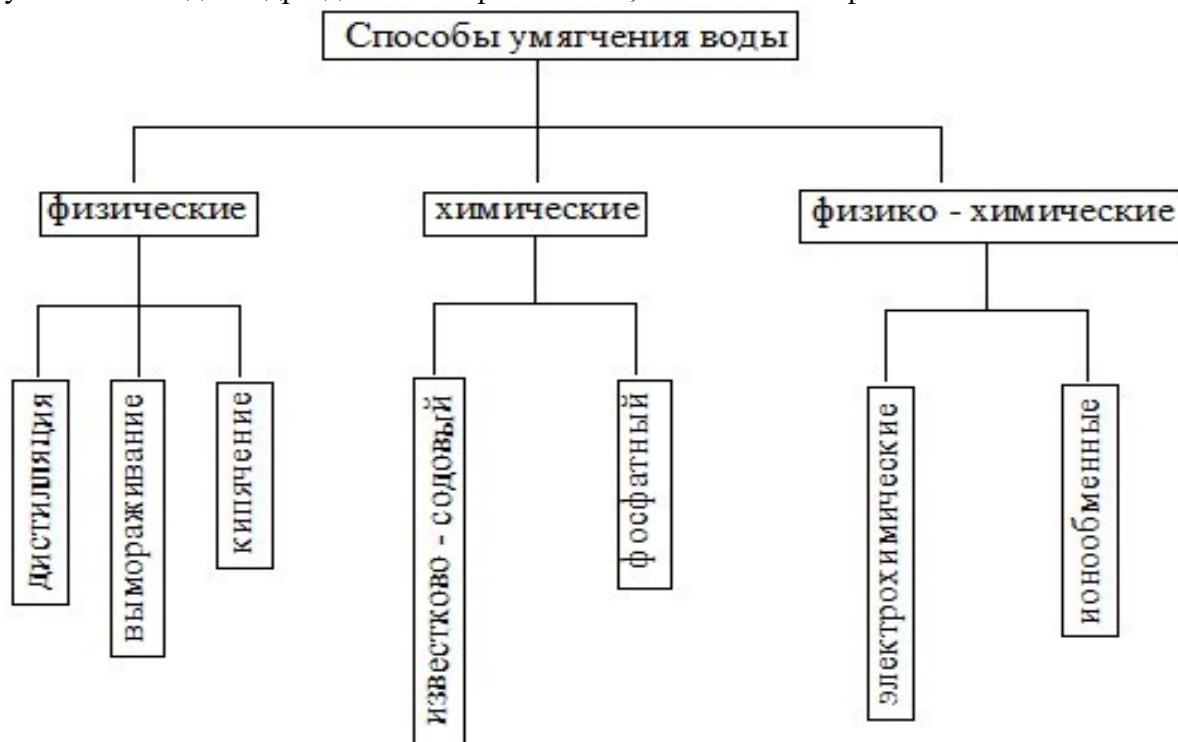 Способы умягчения воды
физические
химические
физико - химические
дистилляция
вымораживание
кипячение
известково - содовый
фосфатный
электрохимические
ионообменные